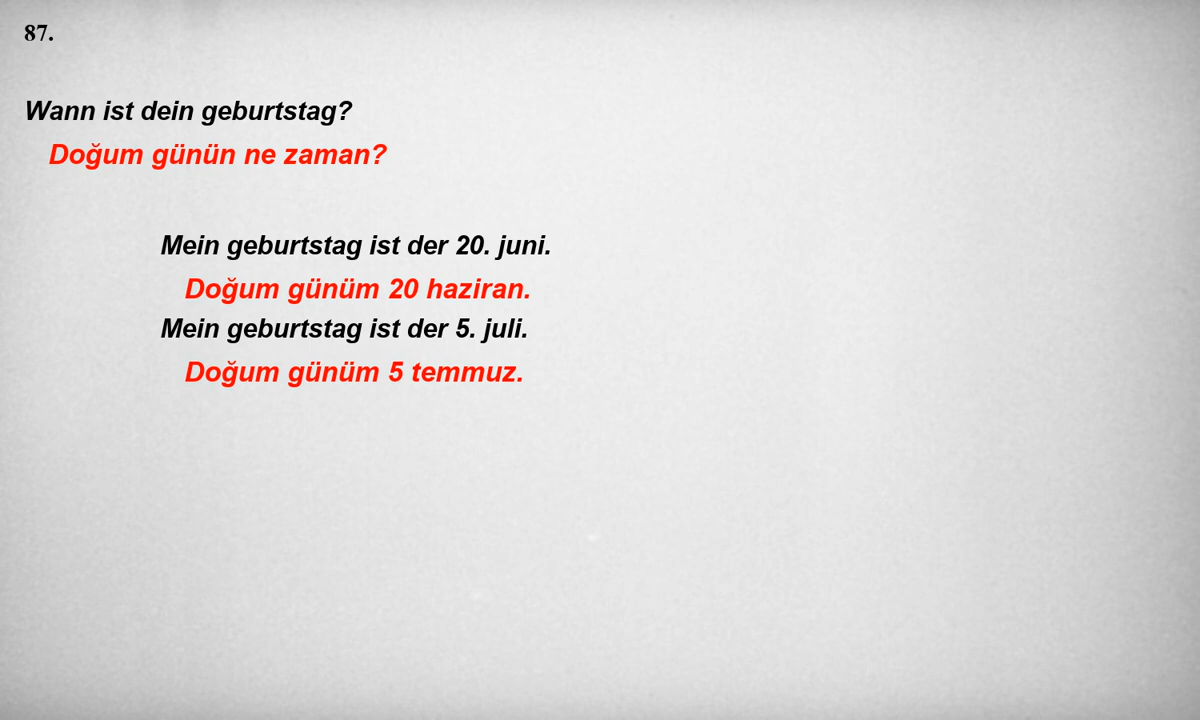 87.
Wann ist dein geburtstag?
Doğum günün ne zaman?
Mein geburtstag ist der 20. juni.
Doğum günüm 20 haziran.
Mein geburtstag ist der 5. juli.
Doğum günüm 5 temmuz.